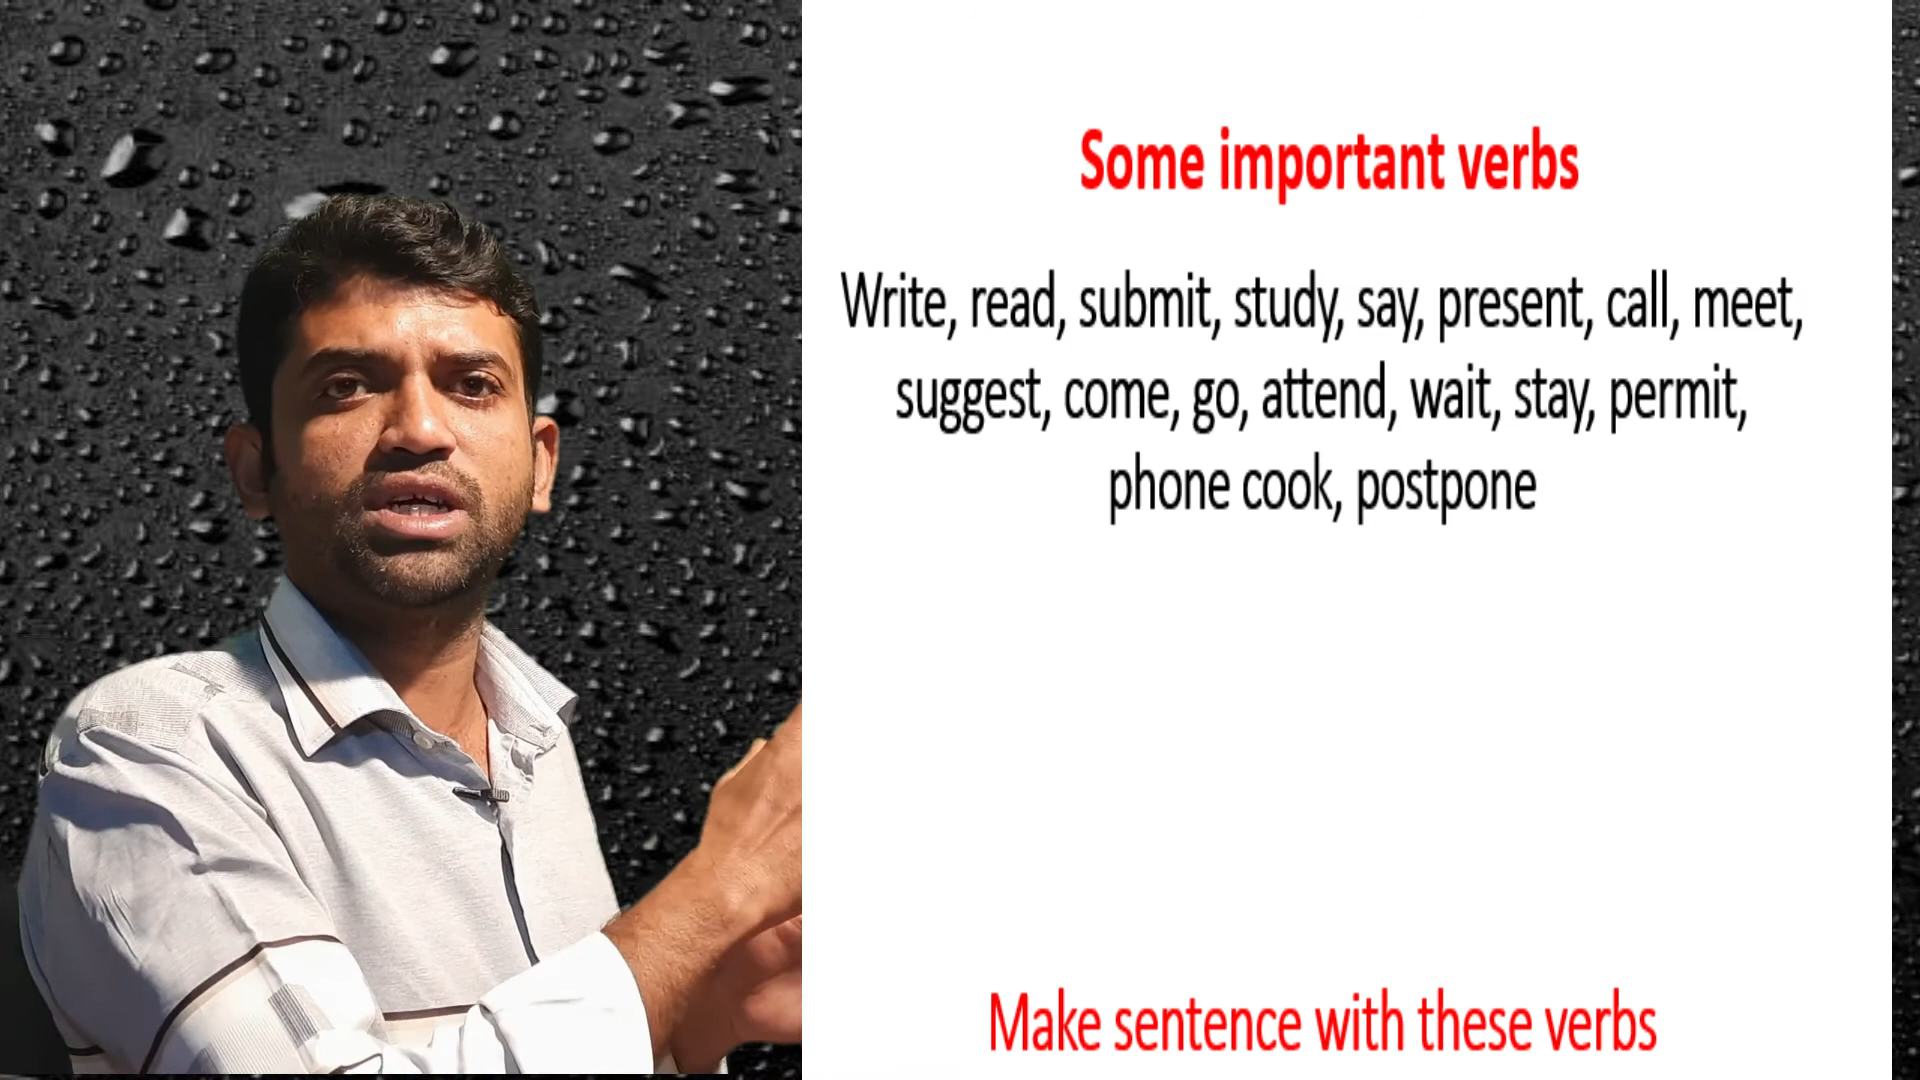 Some important verbs
Write, read, submit, study, say, present, call, meet,
suggest, come, go, attend, wait, stay, permit,
phone cook, postpone
Make sentence with these verbs